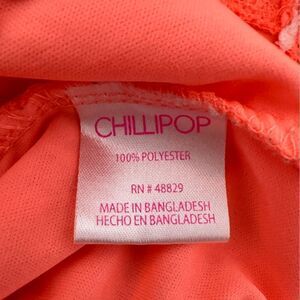 CHILLIPOP
100% POLYESTER
RN # 48829
MADE IN BANGLADESH
HECHO EN BANGLADESH